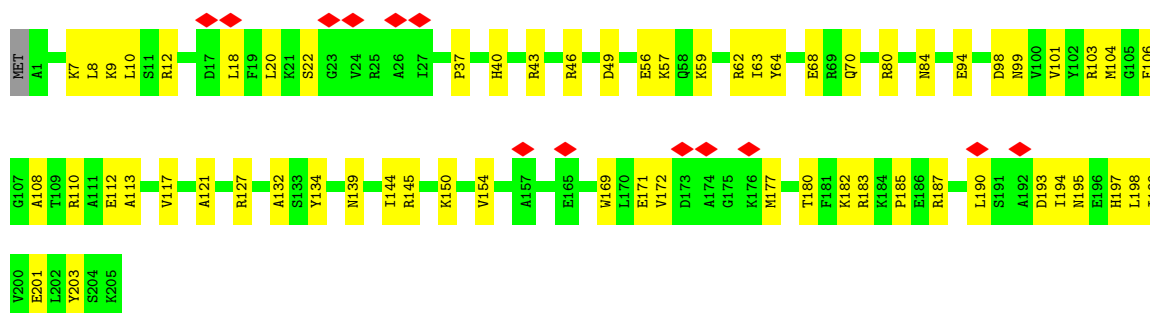 MET A1 K7 L8 K9 L10 S11 R12 D17 L18 F19 L20 K21 S22 G23 V24 R25 A26 I27 P37 H40 R43 R46 D49 E56 K57 Q58 K59 R62 I63 Y64 E68 R69 Q70 R80 N84 E94 D98 N99 V100 V101 Y102 R103 M104 G105 F106
G107 A108 T109 R110 A111 E112 A113 V117 A121 R127 A132 S133 Y134 N139 I144 R145 K150 V154 A157 E165 W169 L170 E171 V172 D173 A174 G175 K176 M177 T180 F181 K182 R183 K184 P185 E186 R187 L190 S191 A192 D193 I194 N195 E196 H197 L198
V200 E201 L202 Y203 S204 K205